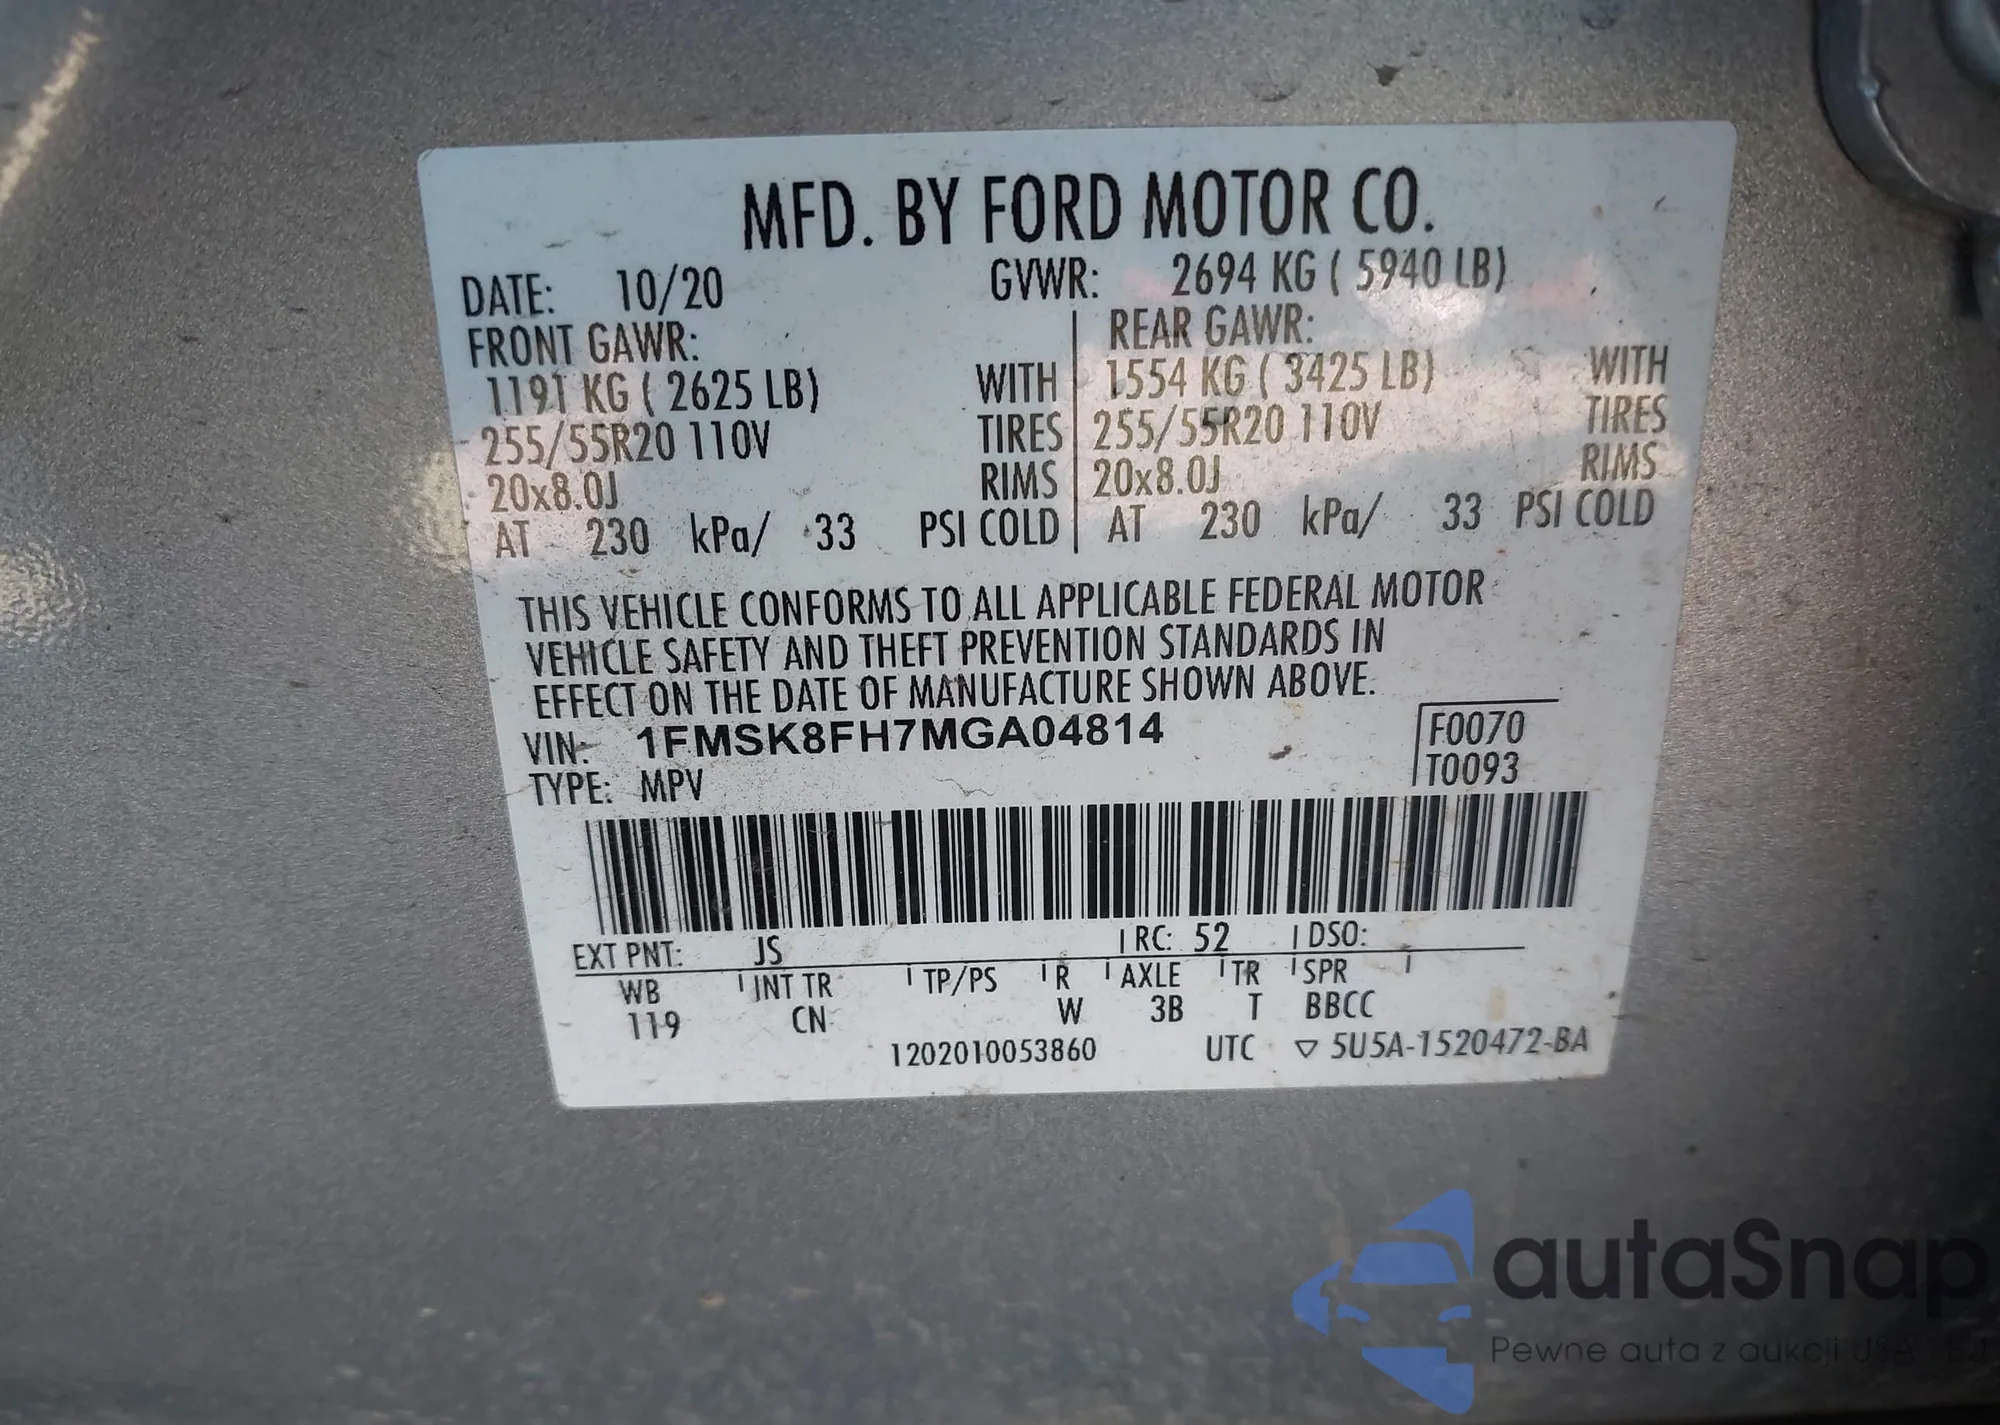 MFD. BY FORD MOTOR CO.
DATE: 10/20 GVWR: 2694 KG ( 5940 LB)
FRONT GAWR: REAR GAWR:
1191 KG ( 2625 LB) WITH 1554 KG ( 3425 LB) WITH
255/55R20 110V TIRES 255/55R20 110V TIRES
20x8.0J RIMS 20x8.0J RIMS
AT 230 kPa/ 33 PSI COLD AT 230 kPa/ 33 PSI COLD
THIS VEHICLE CONFORMS TO ALL APPLICABLE FEDERAL MOTOR
VEHICLE SAFETY AND THEFT PREVENTION STANDARDS IN
EFFECT ON THE DATE OF MANUFACTURE SHOWN ABOVE.
VIN: 1FMSK8FH7MGA04814 F0070
TYPE: MPV T0093
EXT PNT: JS RC: 52 DSO:
WB INT TR TP/PS R AXLE TR SPR
119 CN W 3B T BBCC
1202010053860 UTC ▽ 5U5A-1520472-BA
autaSnap
Pewne auta z aukcji USA